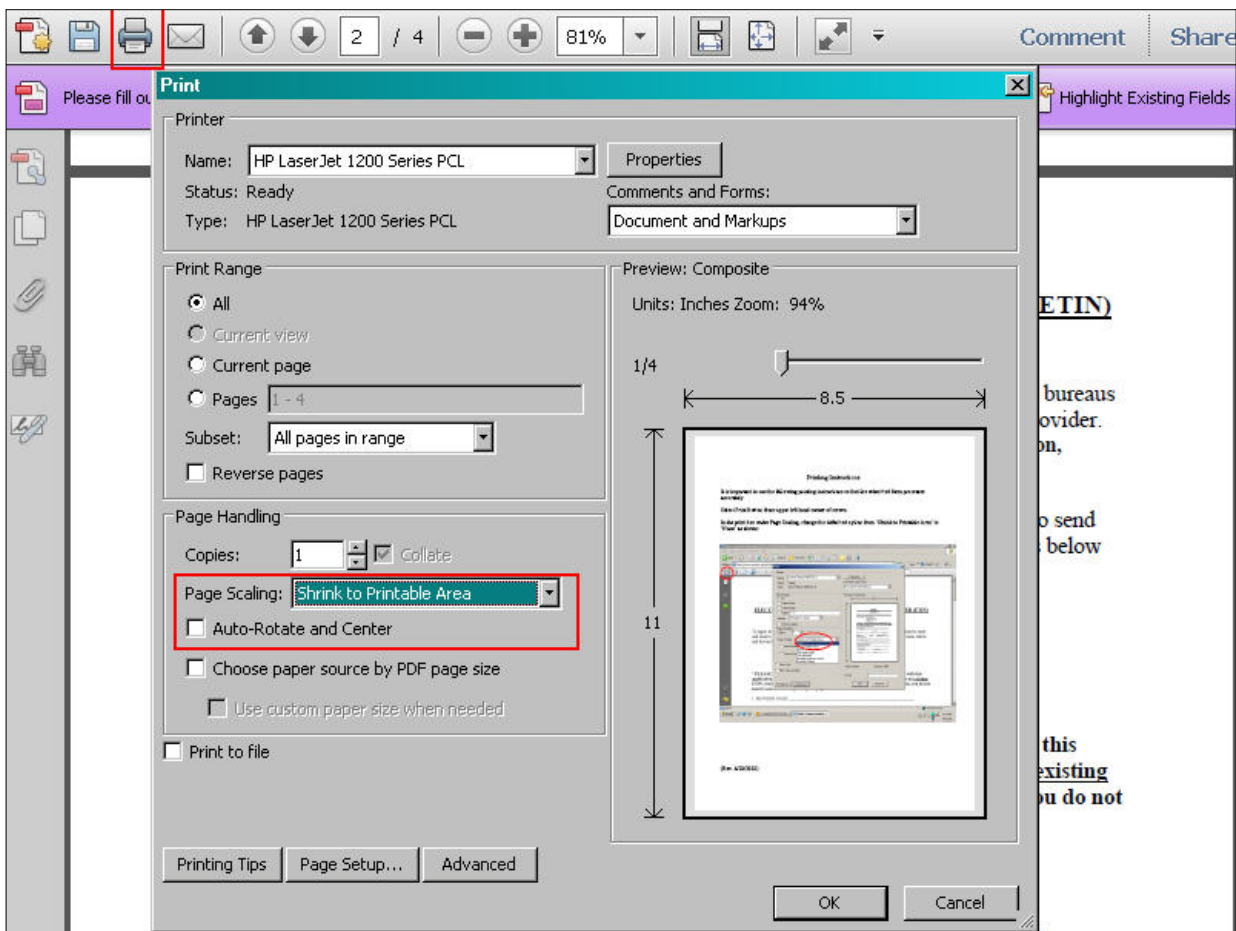 2 / 4 81% Comment Share
Please fill ou Highlight Existing Fields
Print
Printer
Name: HP LaserJet 1200 Series PCL Properties
Status: Ready Comments and Forms:
Type: HP LaserJet 1200 Series PCL Document and Markups
Print Range Preview: Composite
All Units: Inches Zoom: 94%
Current view
Current page 1/4
Pages 1 - 4 8.5
Subset: All pages in range
Reverse pages
Page Handling
Copies: 1 Collate
Page Scaling: Shrink to Printable Area
Auto-Rotate and Center 11
Choose paper source by PDF page size
Use custom paper size when needed
Print to file
Printing Tips Page Setup... Advanced
OK Cancel
Printing Instructions
ETIN)
bureaus
ovider.
on,
o send
s below
this
existing
ou do not